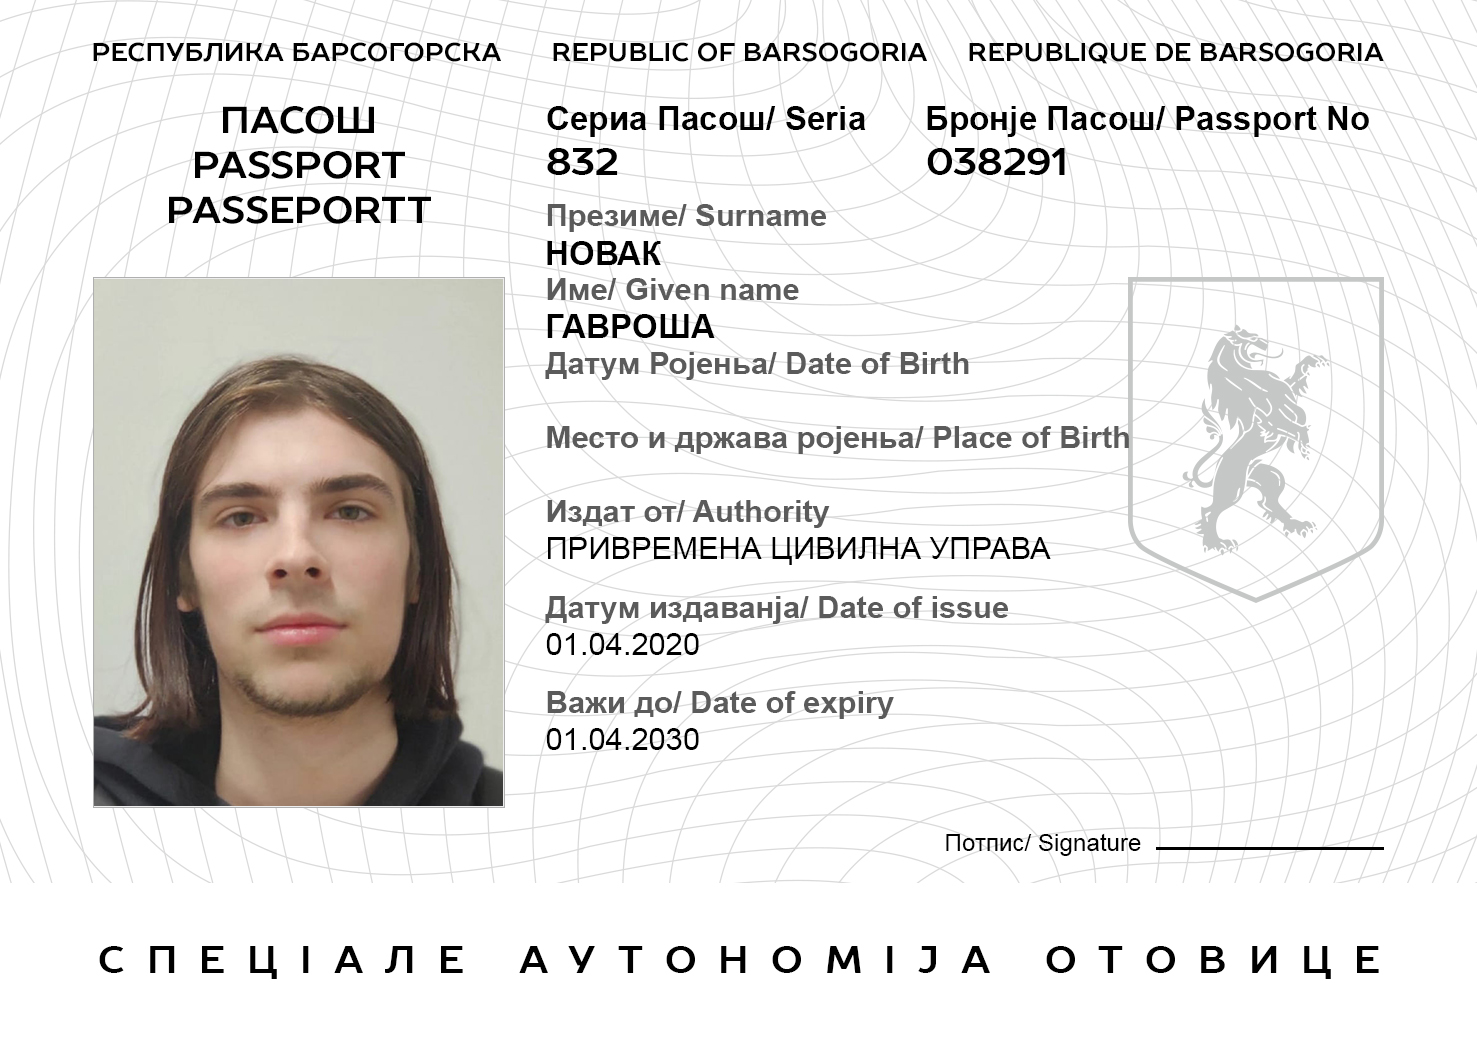 РЕСПУБЛИКА БАРСОГОРСКА REPUBLIC OF BARSOGORIA REPUBLIQUE DE BARSOGORIA
ПАСОШ
PASSPORT
PASSEPORTT
Сериа Пасош/ Seria Бронје Пасош/ Passport No
832 038291
Презиме/ Surname
НОВАК
Име/ Given name
ГАВРОША
Датум Ројења/ Date of Birth
Место и држава ројења/ Place of Birth
Издат от/ Authority
ПРИВРЕМЕНА ЦИВИЛНА УПРАВА
Датум издаванја/ Date of issue
01.04.2020
Важи до/ Date of expiry
01.04.2030
Потпис/ Signature
СПЕЦІАЛЕ АУТОНОМІЈА ОТОВИЦЕ